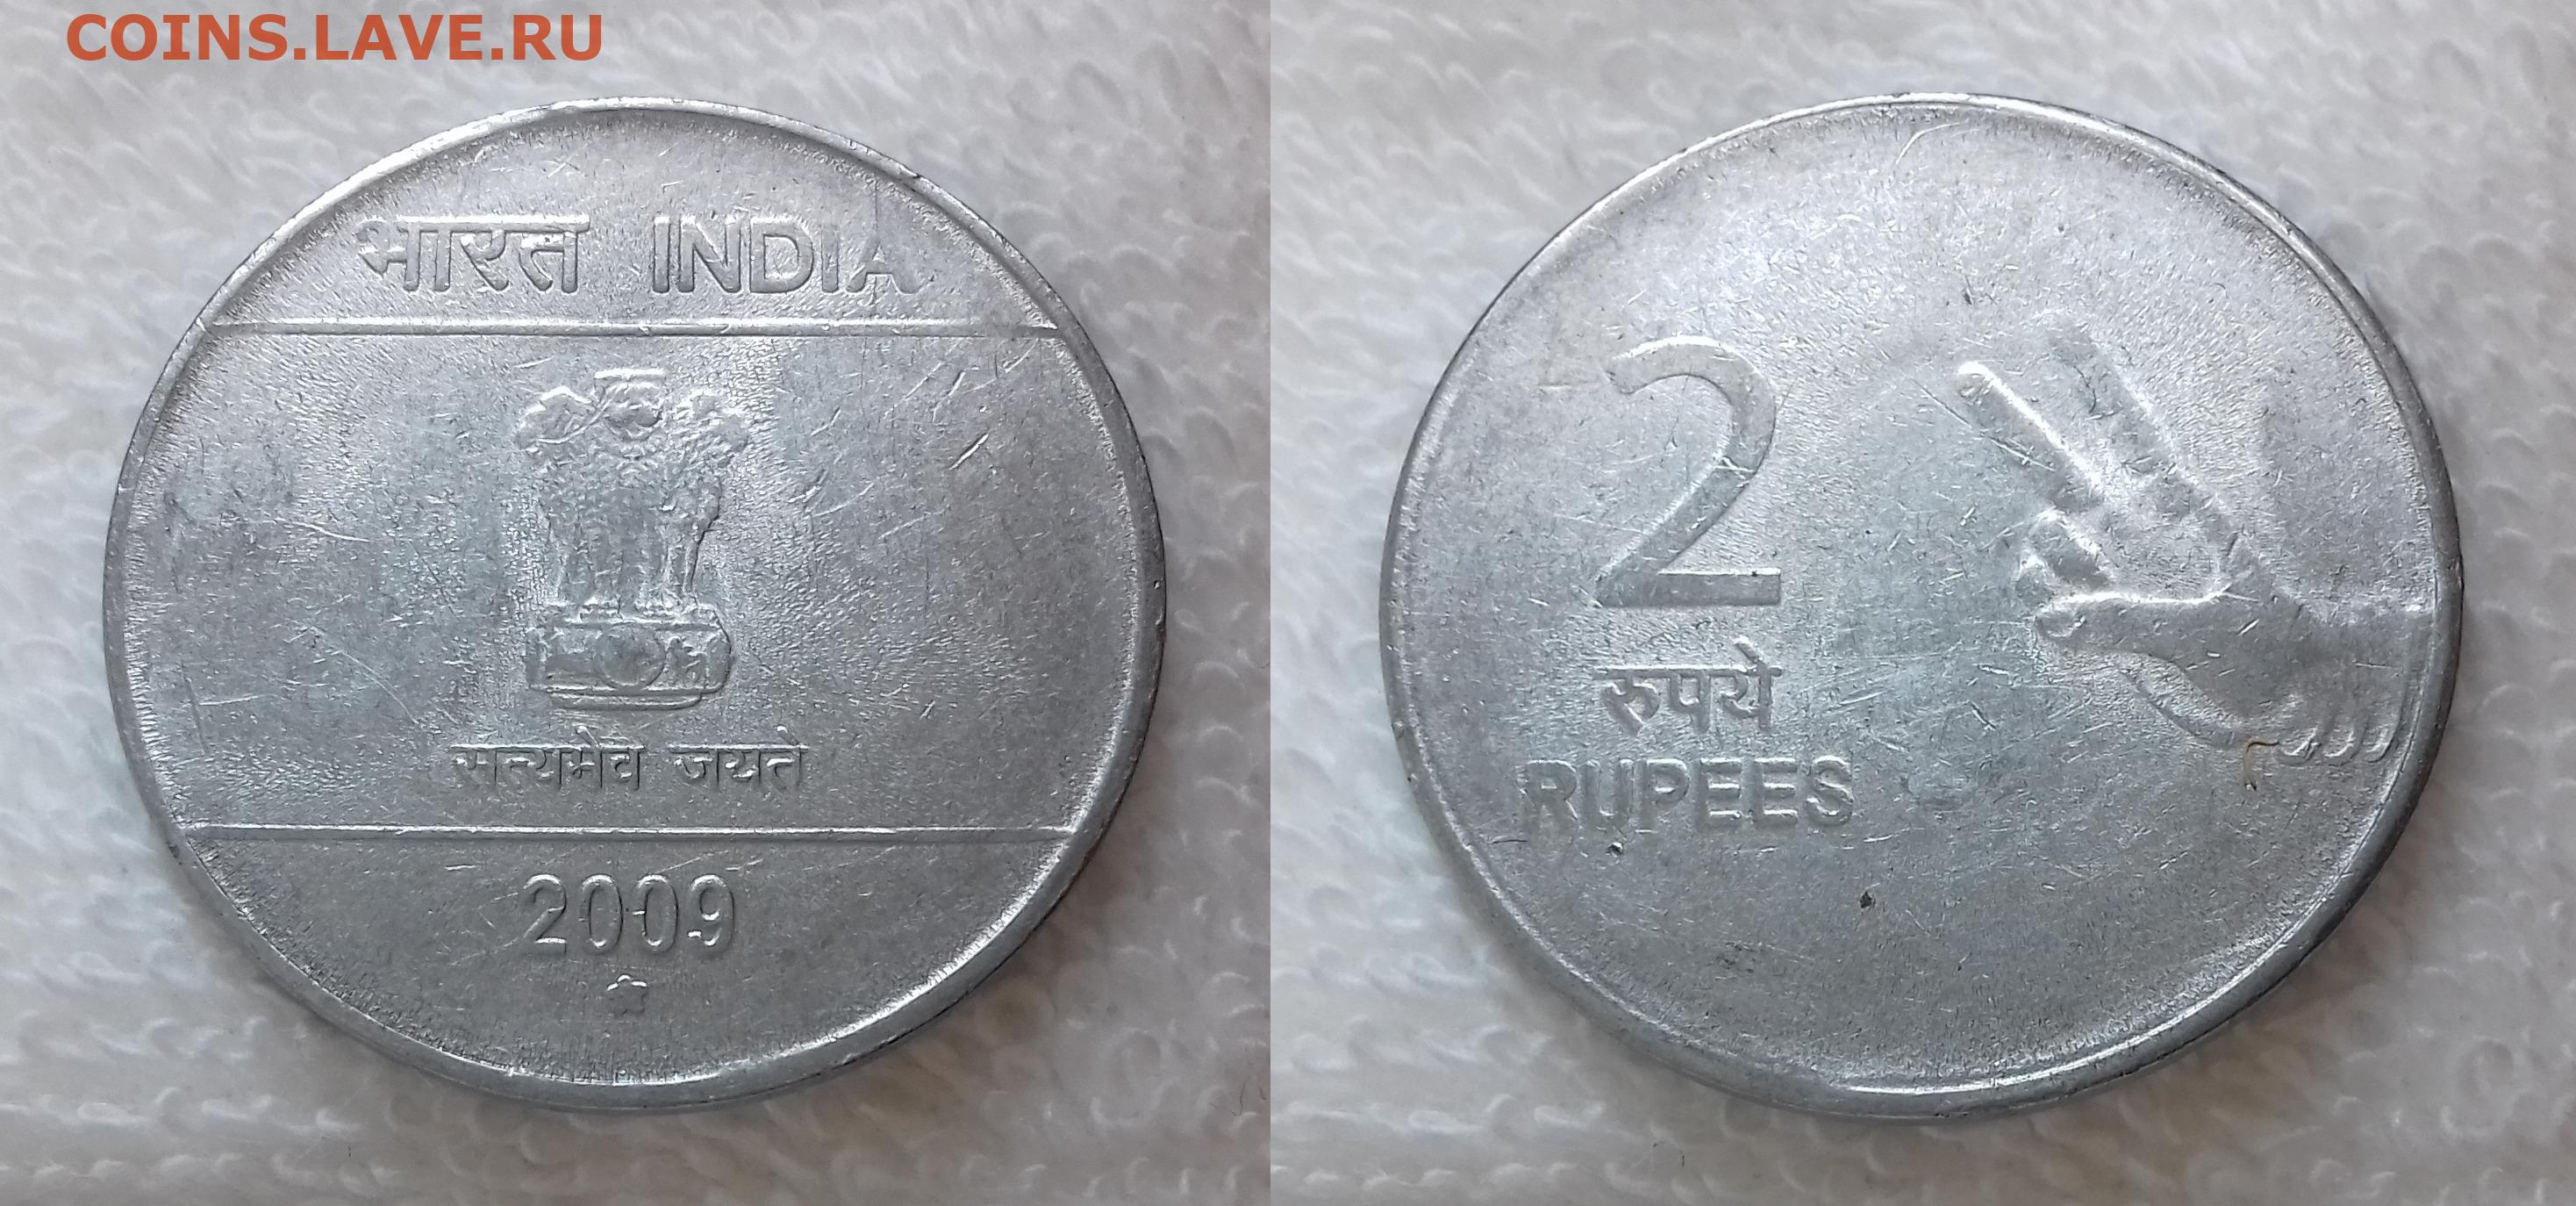 COINS.LAVE.RU
भारत INDIA
सत्यमेव जयते
2009
2
रुपये
RUPEES